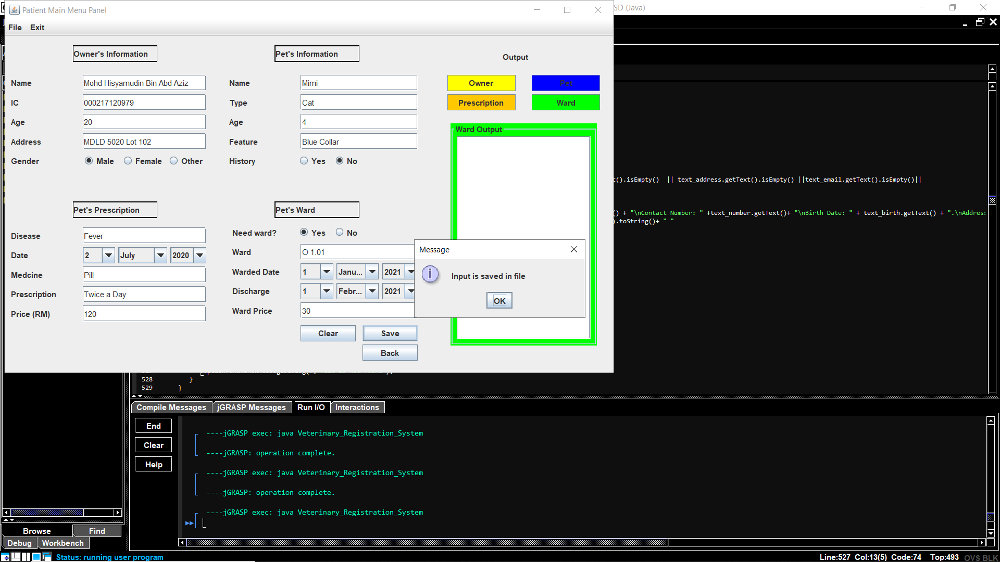 Patient Main Menu Panel
SD (Java)
File Exit
Owner's Information
Pet's Information
Output
Name Mohd Hisyamudin Bin Abd Aziz
Name Mimi
Owner Pet
IC 000217120979
Type Cat
Prescription Ward
Age 20
Age 4
Ward Output
Address MDLD 5020 Lot 102
Feature Blue Collar
Gender Male Female Other
History Yes No
().isEmpty() || text_address.getText().isEmpty() ||text_email.getText().isEmpty()||
Pet's Prescription
Pet's Ward
() + "\nContact Number: " +text_number.getText()+ "\nBirth Date: " + text_birth.getText() + ".\nAddress
).toString()+ " "
Disease Fever
Need ward? Yes No
Date 2 July 2020
Ward O 1.01
Message
Medcine Pill
Warded Date 1 Janu... 2021
Input is saved in file
Prescription Twice a Day
Discharge 1 Febr... 2021
OK
Price (RM) 120
Ward Price 30
Clear Save
Back
528 }
529 }
Compile Messages jGRASP Messages Run I/O Interactions
End
Clear
Help
----jGRASP exec: java Veterinary_Registration_System
----jGRASP: operation complete.
----jGRASP exec: java Veterinary_Registration_System
----jGRASP: operation complete.
----jGRASP exec: java Veterinary_Registration_System
Browse Find
Debug Workbench
Status: running user program
Line:527 Col:13(5) Code:74 Top:493 OVS BLK